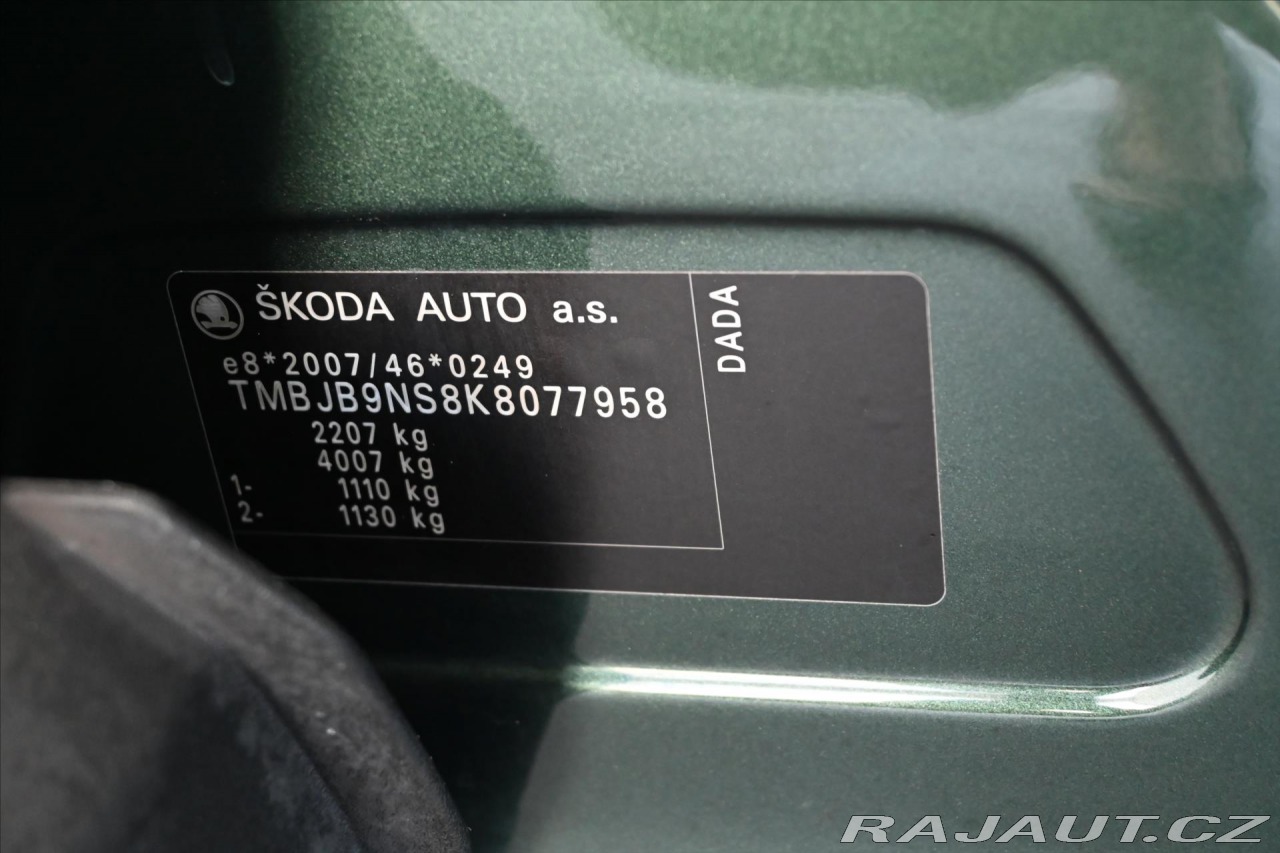 ŠKODA AUTO a.s.
e8*2007/46*0249
TMBJB9NS8K8077958
2207 kg
4007 kg
1- 1110 kg
2- 1130 kg
DADA
RAJAUT.CZ